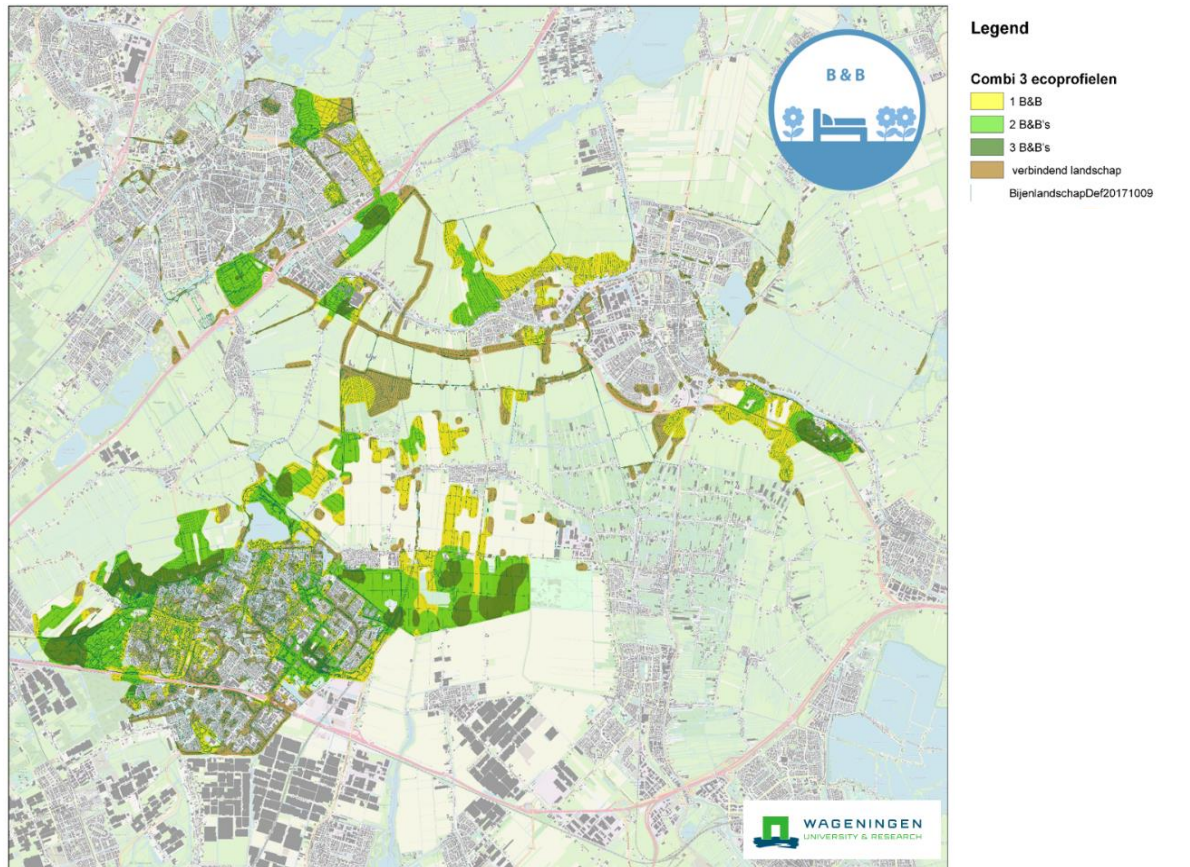 Legend
B & B
Combi 3 ecoprofielen
1 B&B
2 B&B's
3 B&B's
verbindend landschap
BijenlandschapDef20171009
WAGENINGEN
UNIVERSITY & RESEARCH